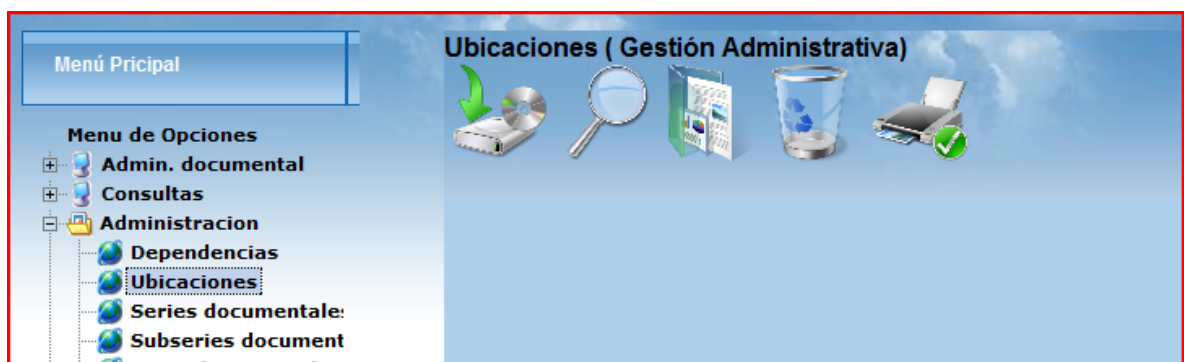 Menú Pricipal
Ubicaciones ( Gestión Administrativa)
Menu de Opciones
Admin. documental
Consultas
Administracion
Dependencias
Ubicaciones
Series documentale
Subseries document